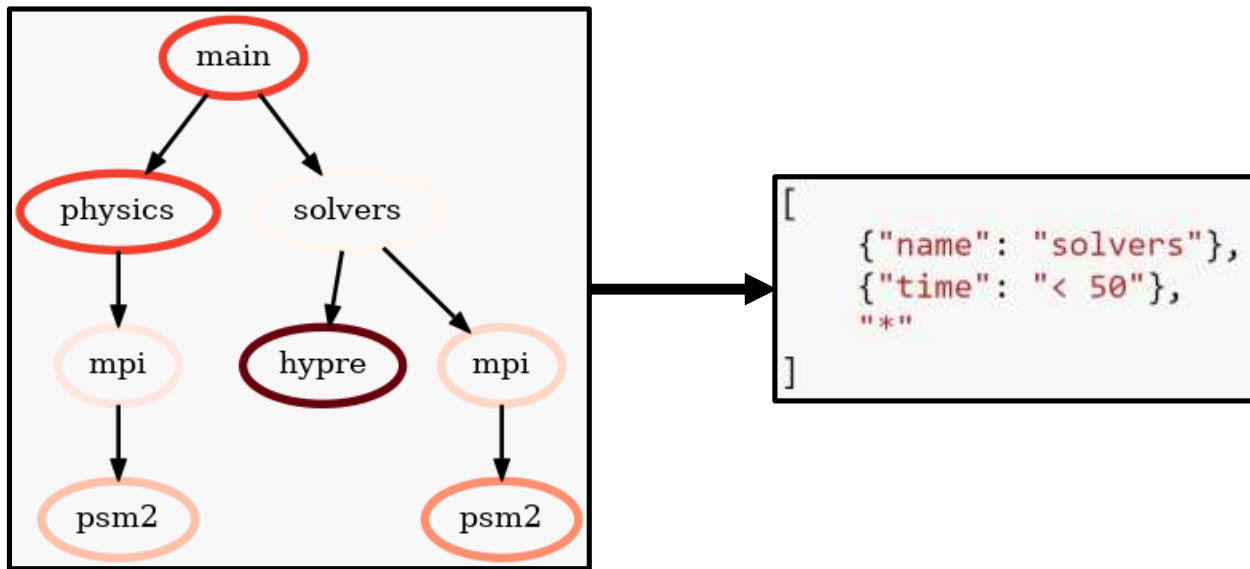 main
physics
solvers
mpi
hypre
mpi
psm2
psm2
[
{"name": "solvers"},
{"time": "< 50"},
"*"
]